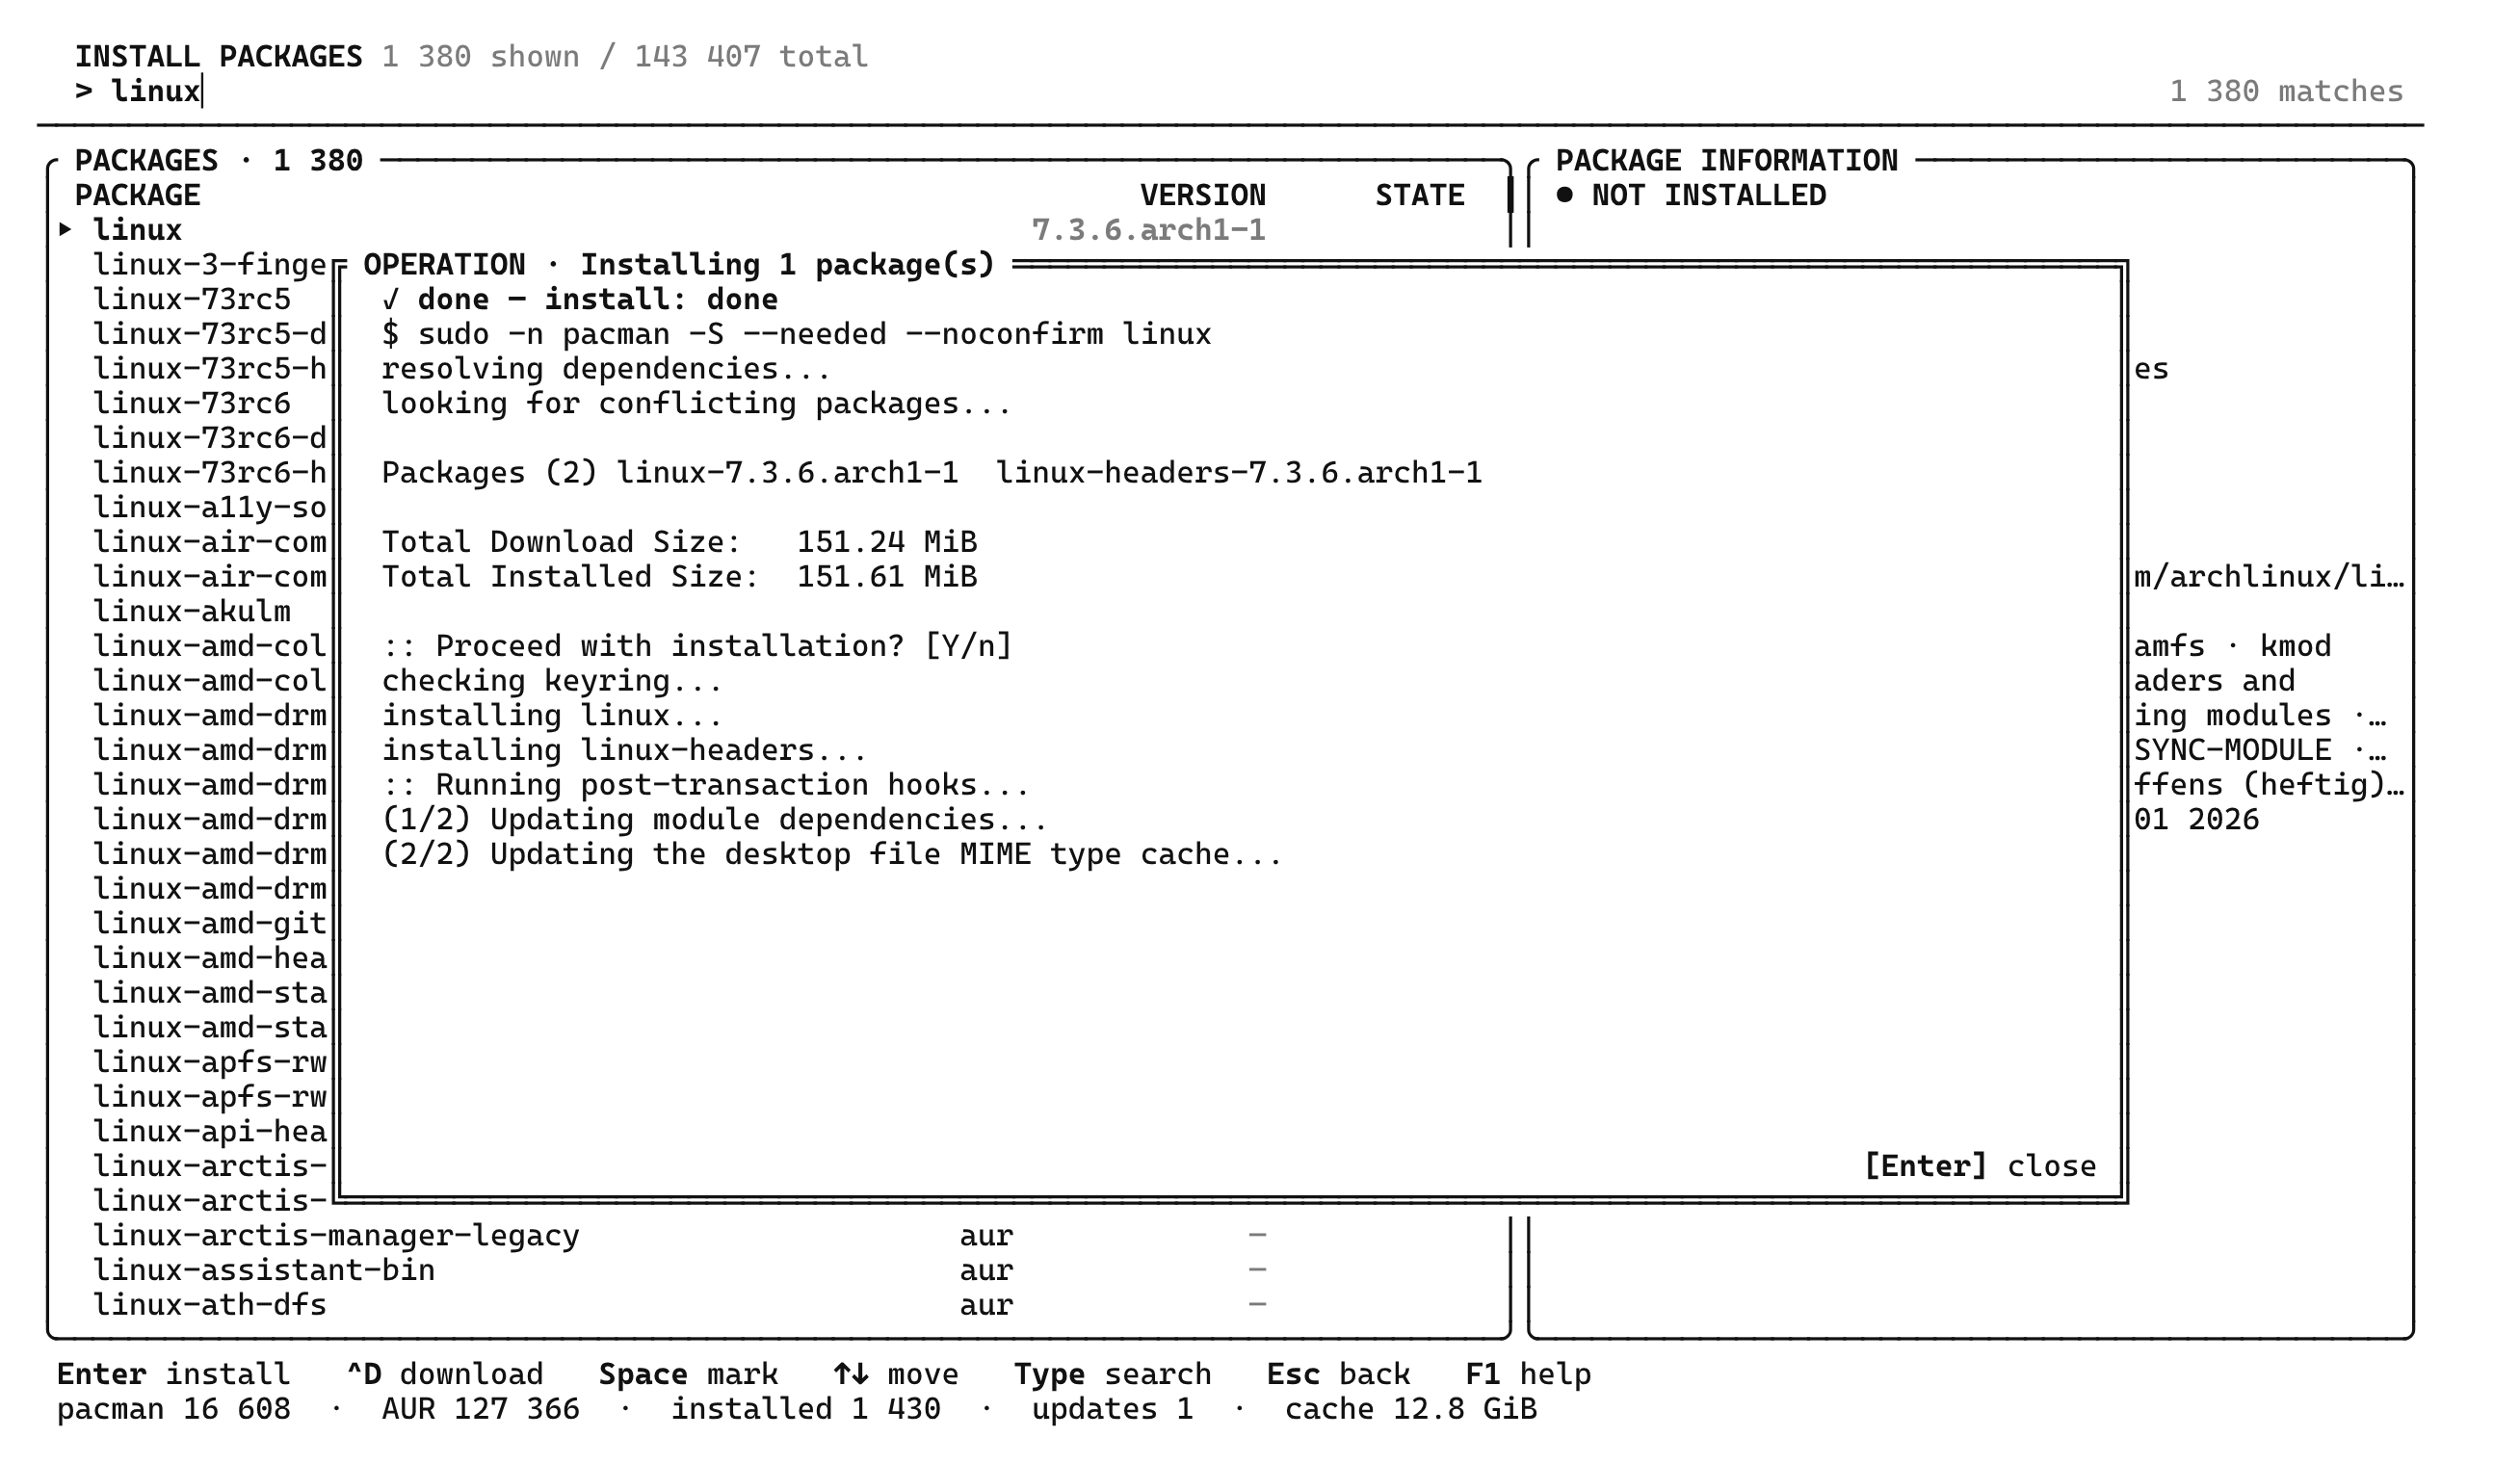 INSTALL PACKAGES 1 380 shown / 143 407 total
> linux 1 380 matches
PACKAGES · 1 380 PACKAGE INFORMATION
PACKAGE VERSION STATE ● NOT INSTALLED
▸ linux 7.3.6.arch1-1
linux-3-finge OPERATION · Installing 1 package(s)
linux-73rc5 √ done — install: done
linux-73rc5-d $ sudo -n pacman -S --needed --noconfirm linux
linux-73rc5-h resolving dependencies... es
linux-73rc6 looking for conflicting packages...
linux-73rc6-d
linux-73rc6-h Packages (2) linux-7.3.6.arch1-1  linux-headers-7.3.6.arch1-1
linux-a11y-so
linux-air-com Total Download Size:   151.24 MiB
linux-air-com Total Installed Size:  151.61 MiB m/archlinux/li…
linux-akulm
linux-amd-col :: Proceed with installation? [Y/n] amfs · kmod
linux-amd-col checking keyring... aders and
linux-amd-drm installing linux... ing modules ·…
linux-amd-drm installing linux-headers... SYNC-MODULE ·…
linux-amd-drm :: Running post-transaction hooks... ffens (heftig)…
linux-amd-drm (1/2) Updating module dependencies... 01 2026
linux-amd-drm (2/2) Updating the desktop file MIME type cache...
linux-amd-drm
linux-amd-git
linux-amd-hea
linux-amd-sta
linux-amd-sta
linux-apfs-rw
linux-apfs-rw
linux-api-hea
linux-arctis- [Enter] close
linux-arctis-
linux-arctis-manager-legacy aur —
linux-assistant-bin aur —
linux-ath-dfs aur —
Enter install ^D download Space mark ↑↓ move Type search Esc back F1 help
pacman 16 608 · AUR 127 366 · installed 1 430 · updates 1 · cache 12.8 GiB